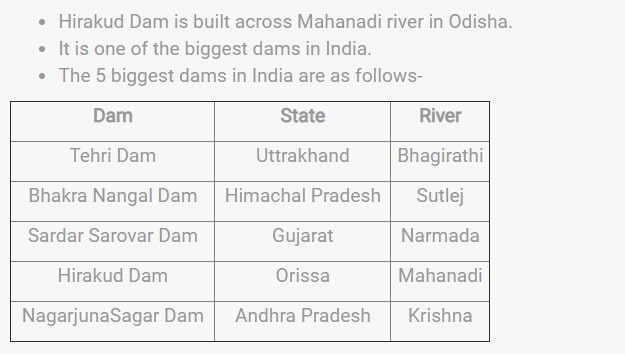 Hirakud Dam is built across Mahanadi river in Odisha.
It is one of the biggest dams in India.
The 5 biggest dams in India are as follows-
Dam State River
Tehri Dam Uttrakhand Bhagirathi
Bhakra Nangal Dam Himachal Pradesh Sutlej
Sardar Sarovar Dam Gujarat Narmada
Hirakud Dam Orissa Mahanadi
NagarjunaSagar Dam Andhra Pradesh Krishna